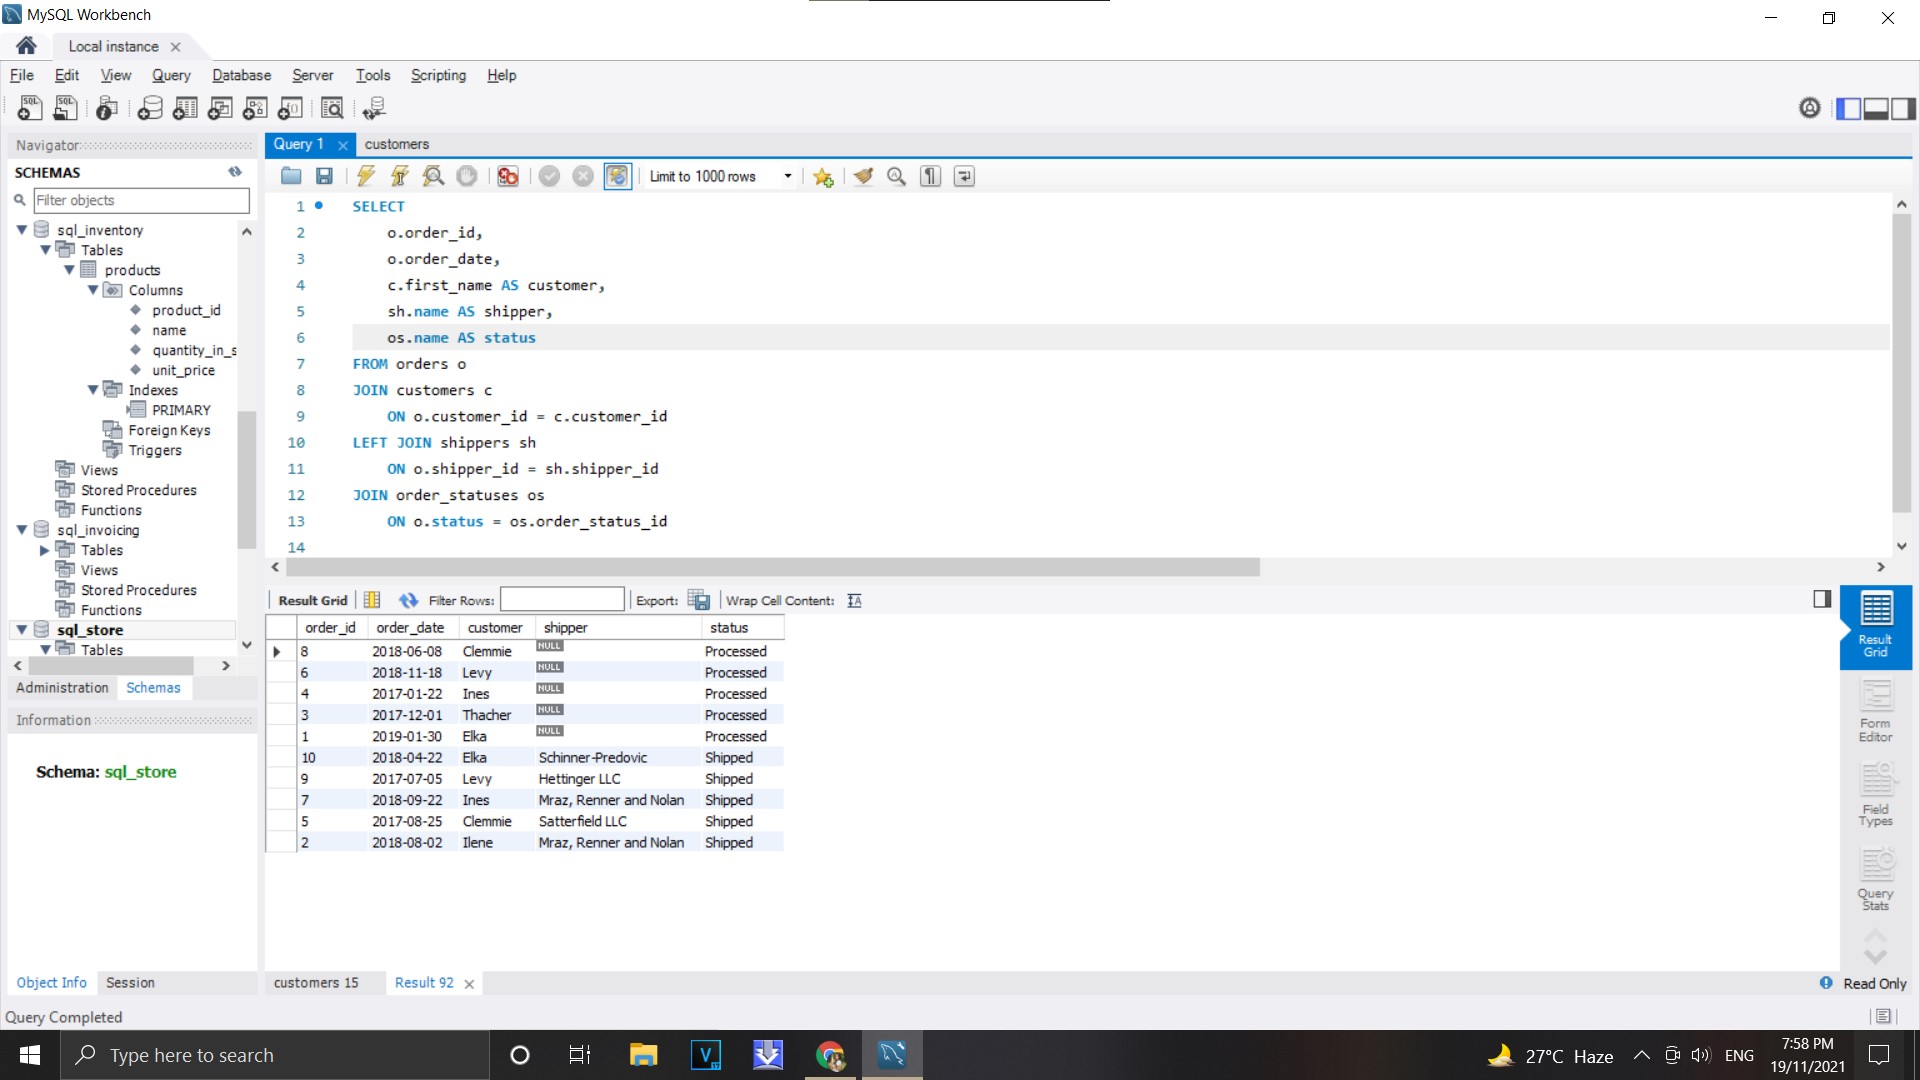 MySQL Workbench
Local instance
File Edit View Query Database Server Tools Scripting Help
Navigator
SCHEMAS
Filter objects
sql_inventory
Tables
products
Columns
product_id
name
quantity_in_s
unit_price
Indexes
PRIMARY
Foreign Keys
Triggers
Views
Stored Procedures
Functions
sql_invoicing
Tables
Views
Stored Procedures
Functions
sql_store
Tables
Administration Schemas
Information
Schema: sql_store
Object Info Session
Query 1 customers
Limit to 1000 rows
1 SELECT
2 o.order_id,
3 o.order_date,
4 c.first_name AS customer,
5 sh.name AS shipper,
6 os.name AS status
7 FROM orders o
8 JOIN customers c
9 ON o.customer_id = c.customer_id
10 LEFT JOIN shippers sh
11 ON o.shipper_id = sh.shipper_id
12 JOIN order_statuses os
13 ON o.status = os.order_status_id
14
Result Grid Filter Rows: Export: Wrap Cell Content:
order_id order_date customer shipper status
8 2018-06-08 Clemmie NULL Processed
6 2018-11-18 Levy NULL Processed
4 2017-01-22 Ines NULL Processed
3 2017-12-01 Thacher NULL Processed
1 2019-01-30 Elka NULL Processed
10 2018-04-22 Elka Schinner-Predovic Shipped
9 2017-07-05 Levy Hettinger LLC Shipped
7 2018-09-22 Ines Mraz, Renner and Nolan Shipped
5 2017-08-25 Clemmie Satterfield LLC Shipped
2 2018-08-02 Ilene Mraz, Renner and Nolan Shipped
Result
Grid
Form
Editor
Field
Types
Query
Stats
customers 15 Result 92 Read Only
Query Completed
Type here to search
27°C Haze ENG
7:58 PM
19/11/2021